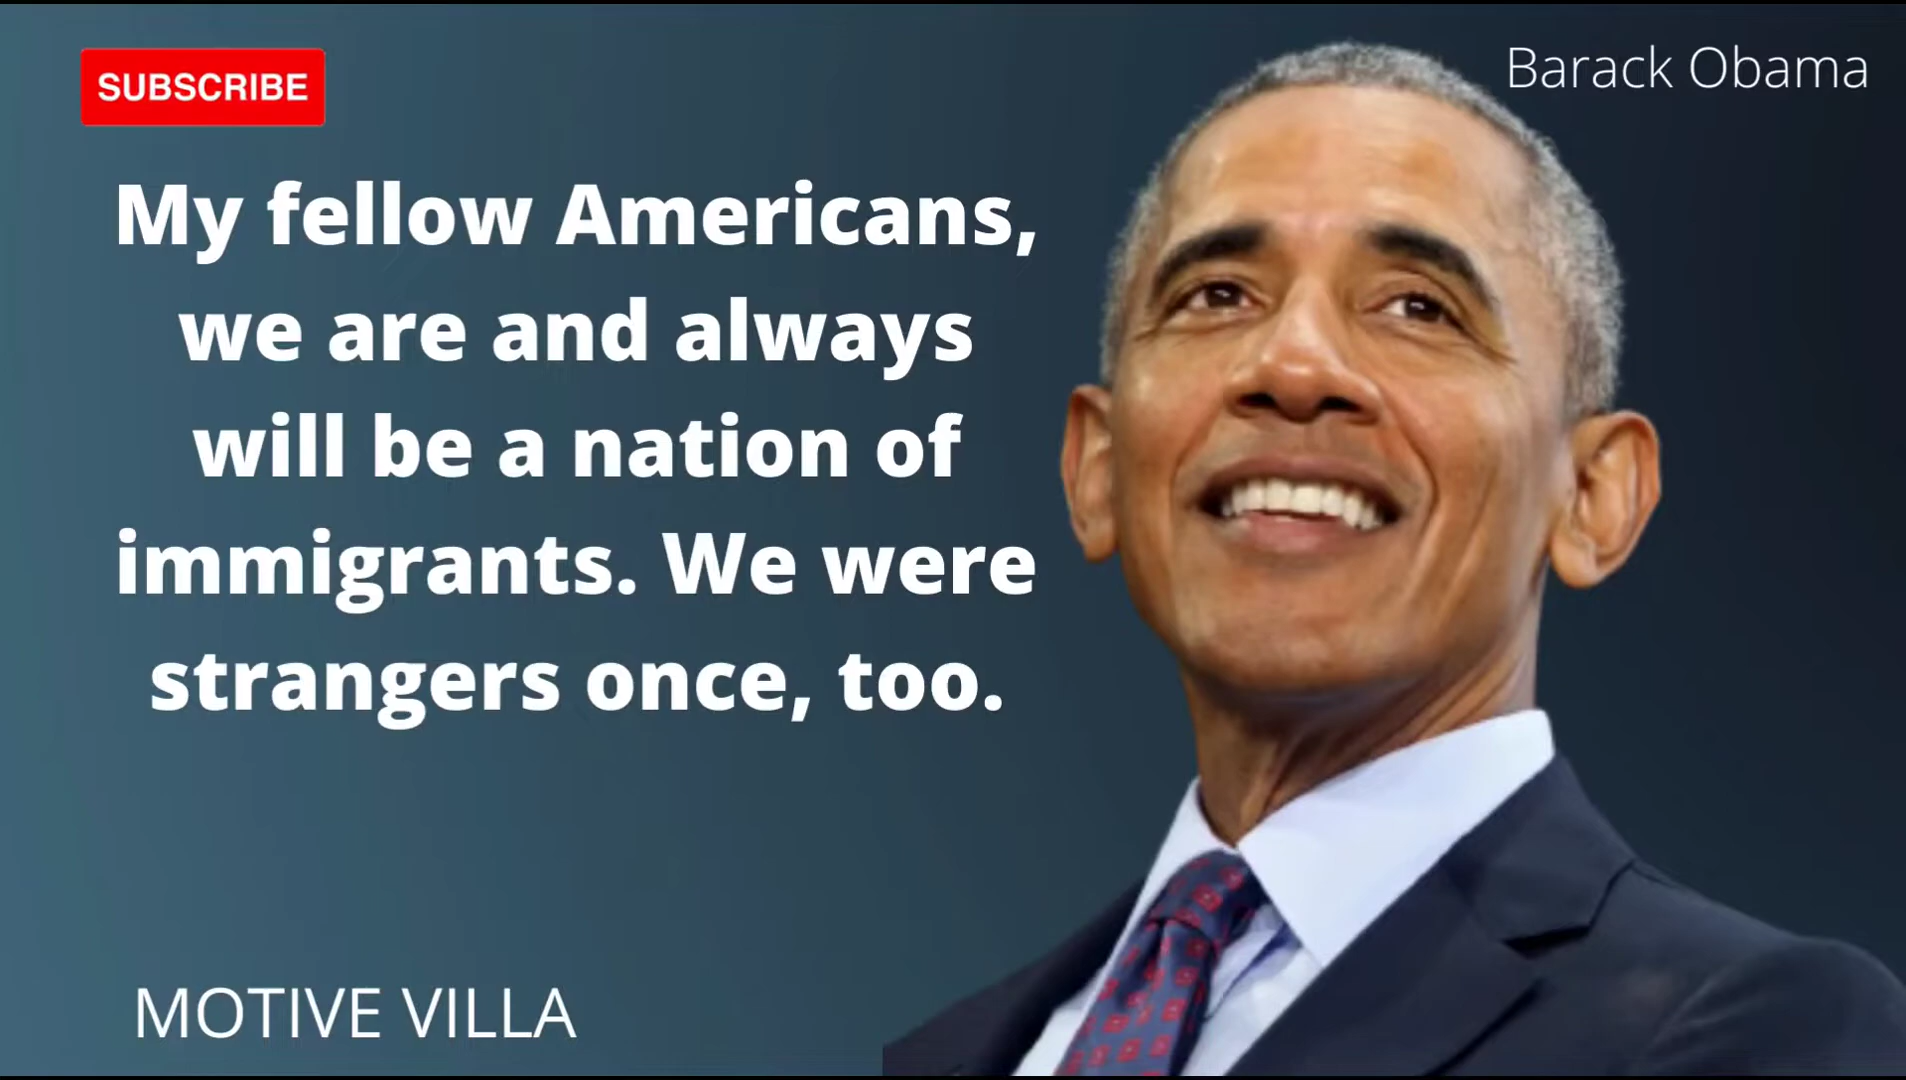 SUBSCRIBE
Barack Obama
My fellow Americans,
we are and always
will be a nation of
immigrants. We were
strangers once, too.
MOTIVE VILLA